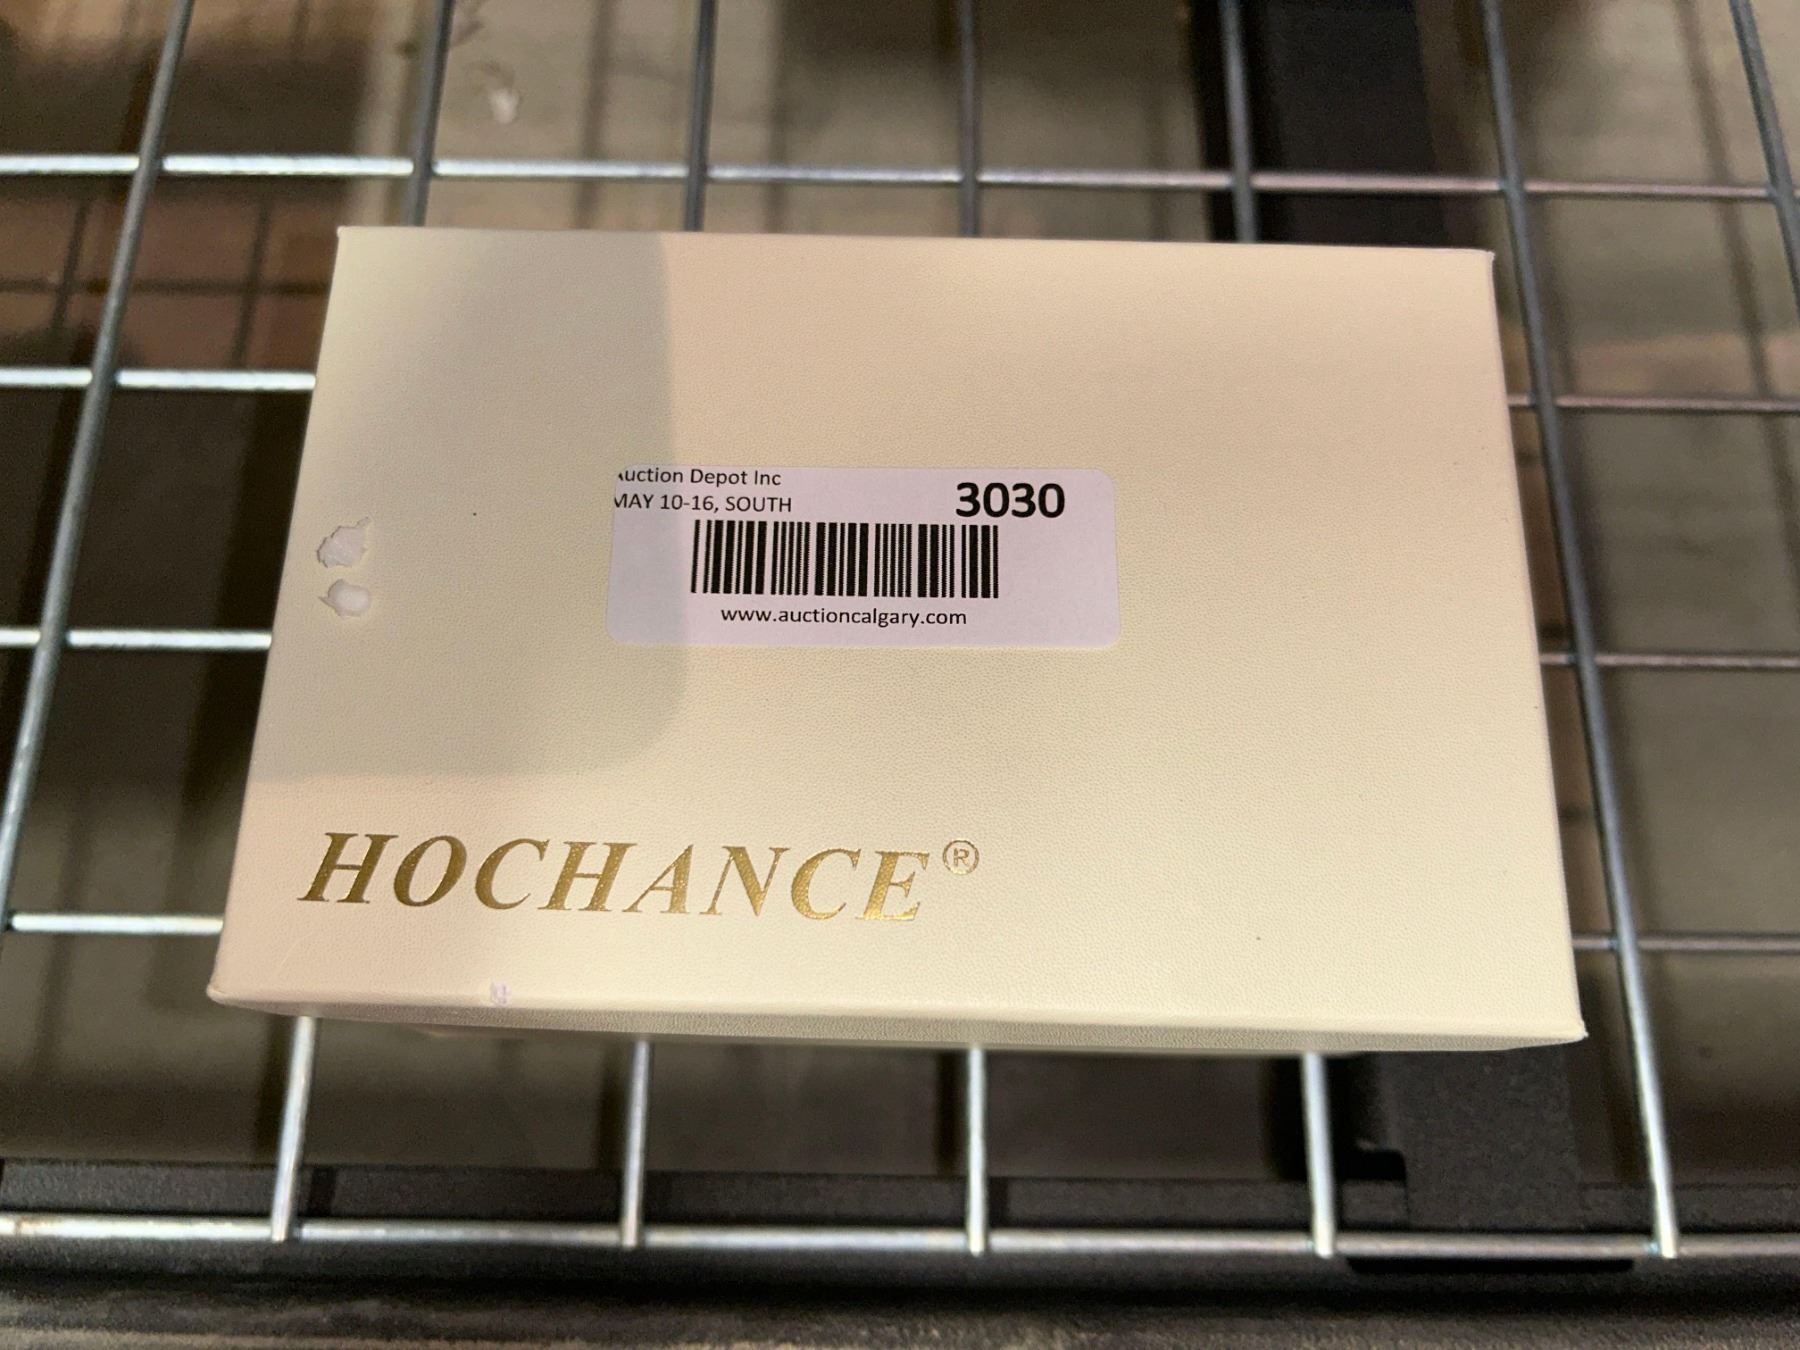 uction Depot Inc
MAY 10-16, SOUTH
3030
www.auctioncalgary.com
HOCHANCE®